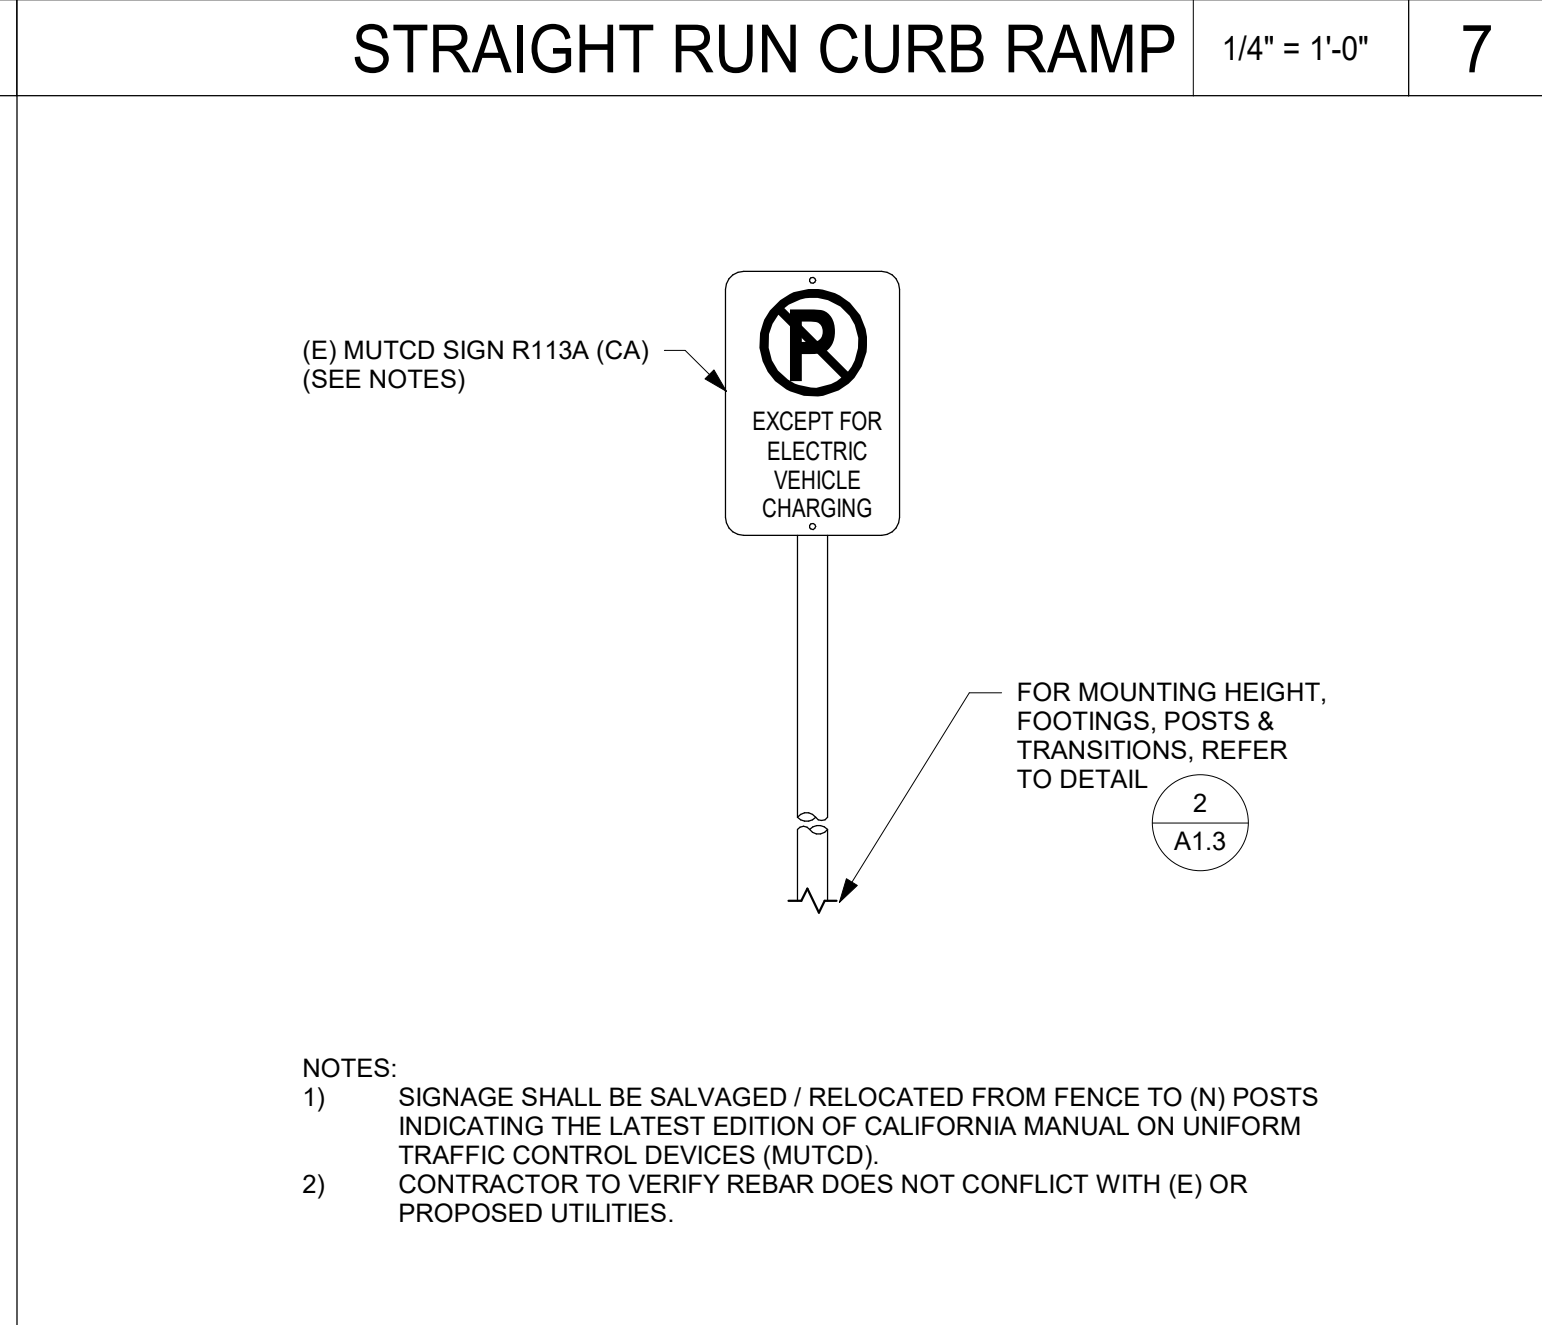 STRAIGHT RUN CURB RAMP
1/4" = 1'-0"
7
(E) MUTCD SIGN R113A (CA)
(SEE NOTES)
P
EXCEPT FOR
ELECTRIC
VEHICLE
CHARGING
FOR MOUNTING HEIGHT,
FOOTINGS, POSTS &
TRANSITIONS, REFER
TO DETAIL
2
A1.3
NOTES:
1) SIGNAGE SHALL BE SALVAGED / RELOCATED FROM FENCE TO (N) POSTS
INDICATING THE LATEST EDITION OF CALIFORNIA MANUAL ON UNIFORM
TRAFFIC CONTROL DEVICES (MUTCD).
2) CONTRACTOR TO VERIFY REBAR DOES NOT CONFLICT WITH (E) OR
PROPOSED UTILITIES.